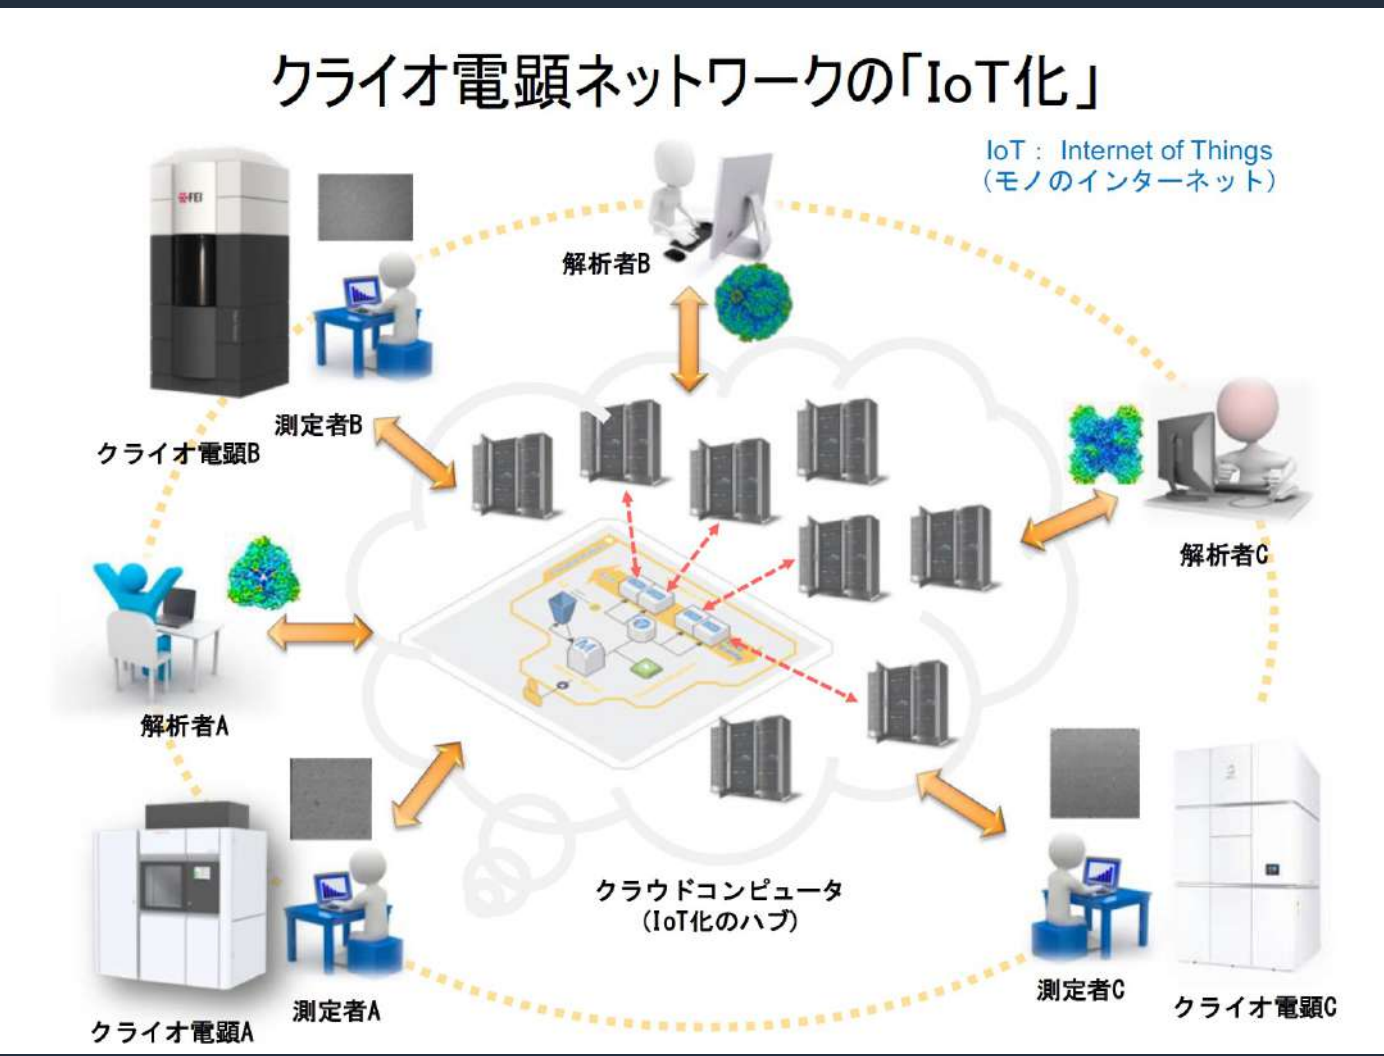 クライオ電顕ネットワークの「IoT化」
IoT： Internet of Things
（モノのインターネット）
FEI
解析者B
測定者B
クライオ電顕B
解析者C
解析者A
M
クラウドコンピュータ
(IoT化のハブ)
測定者C
クライオ電顕C
測定者A
クライオ電顕A